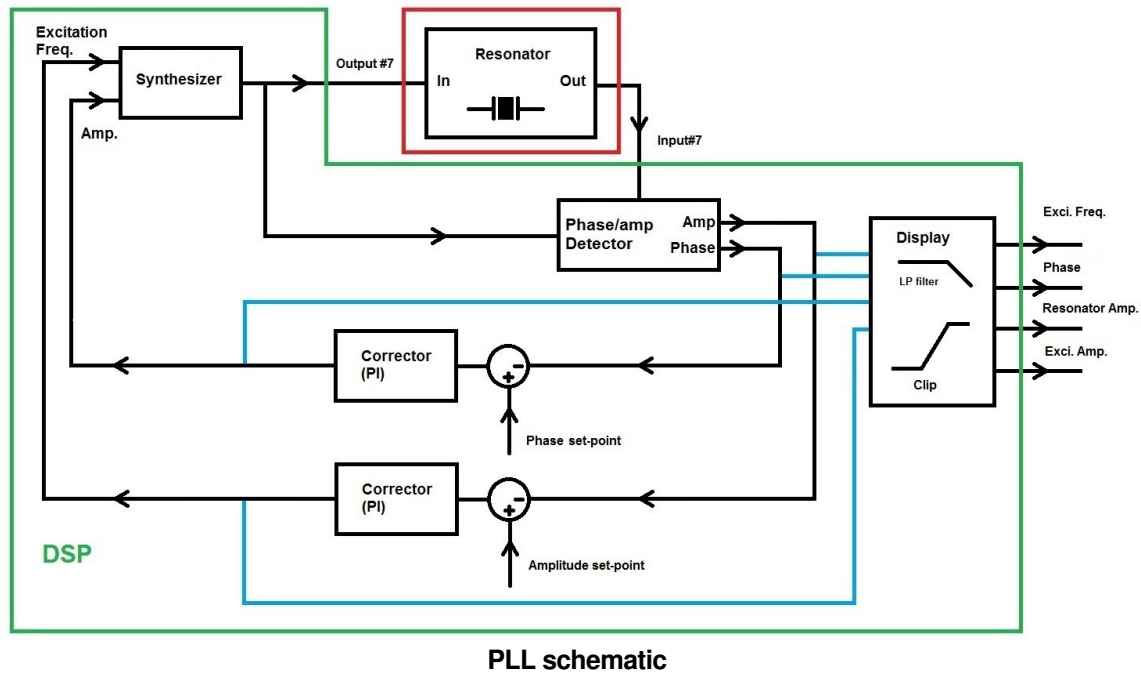 Excitation
Freq.
Synthesizer
Amp.
Output #7
Resonator
In
Out
Input#7
Phase/amp
Detector
Amp
Phase
Display
LP filter
Clip
Exci. Freq.
Phase
Resonator Amp.
Exci. Amp.
Corrector
(PI)
-
+
Phase set-point
Corrector
(PI)
-
+
Amplitude set-point
DSP
PLL schematic